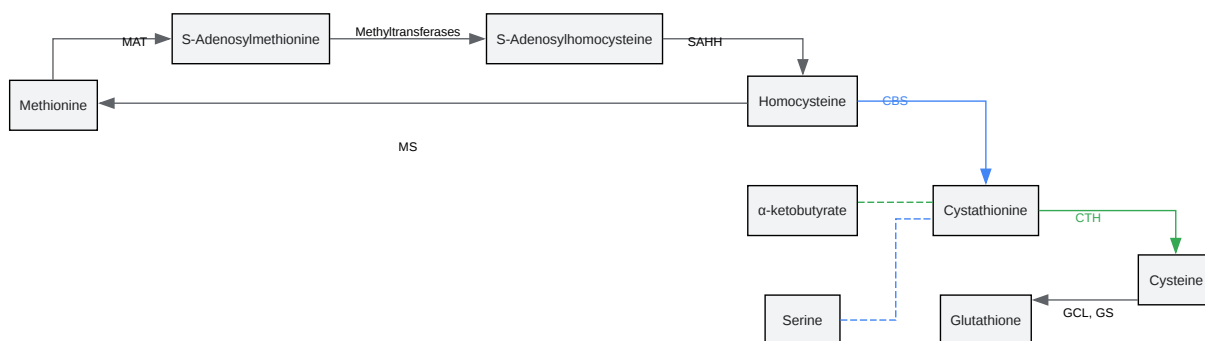 S-Adenosylmethionine
Methyltransferases
S-Adenosylhomocysteine
MAT
SAHH
Methionine
Homocysteine
CBS
MS
α-ketobutyrate
Cystathionine
CTH
Cysteine
Serine
Glutathione
GCL, GS